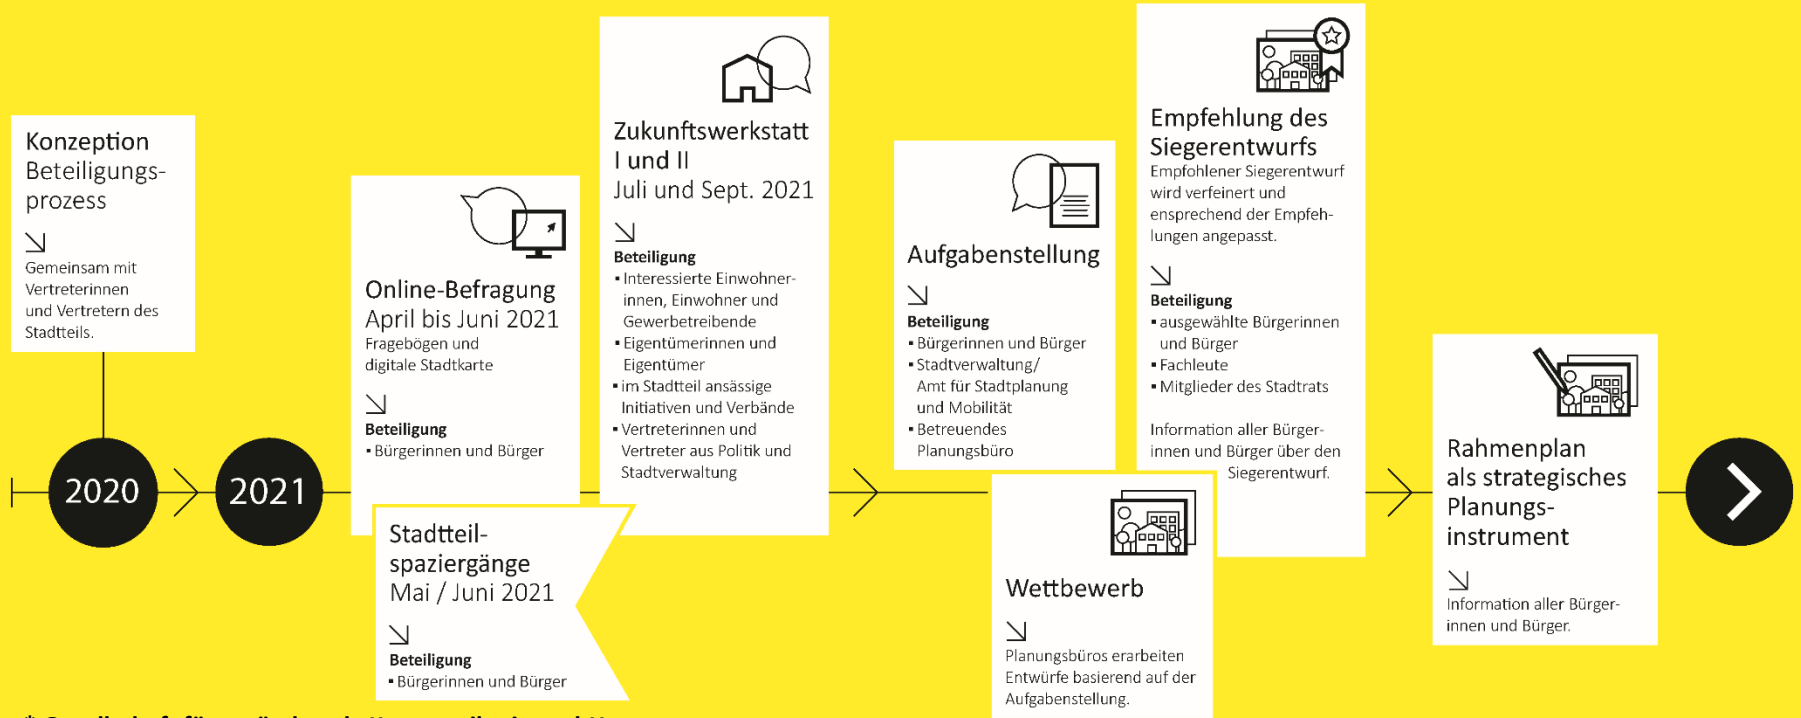 Konzeption
Beteiligungs-
prozess
Gemeinsam mit
Vertreterinnen
und Vertretern des
Stadtteils.
2020
2021
Online-Befragung
April bis Juni 2021
Fragebögen und
digitale Stadtkarte
Beteiligung
▪ Bürgerinnen und Bürger
Stadtteil-
spaziergänge
Mai / Juni 2021
Beteiligung
▪ Bürgerinnen und Bürger
Zukunftswerkstatt
I und II
Juli und Sept. 2021
Beteiligung
▪ Interessierte Einwohner-
innen, Einwohner und
Gewerbetreibende
▪ Eigentümerinnen und
Eigentümer
▪ im Stadtteil ansässige
Initiativen und Verbände
▪ Vertreterinnen und
Vertreter aus Politik und
Stadtverwaltung
Aufgabenstellung
Beteiligung
▪ Bürgerinnen und Bürger
▪ Stadtverwaltung/
Amt für Stadtplanung
und Mobilität
▪ Betreuendes
Planungsbüro
Wettbewerb
Planungsbüros erarbeiten
Entwürfe basierend auf der
Aufgabenstellung.
Empfehlung des
Siegerentwurfs
Empfohlener Siegerentwurf
wird verfeinert und
ensprechend der Empfeh-
lungen angepasst.
Beteiligung
▪ ausgewählte Bürgerinnen
und Bürger
▪ Fachleute
▪ Mitglieder des Stadtrats
Information aller Bürger-
innen und Bürger über den
Siegerentwurf.
Rahmenplan
als strategisches
Planungs-
instrument
Information aller Bürger-
innen und Bürger.